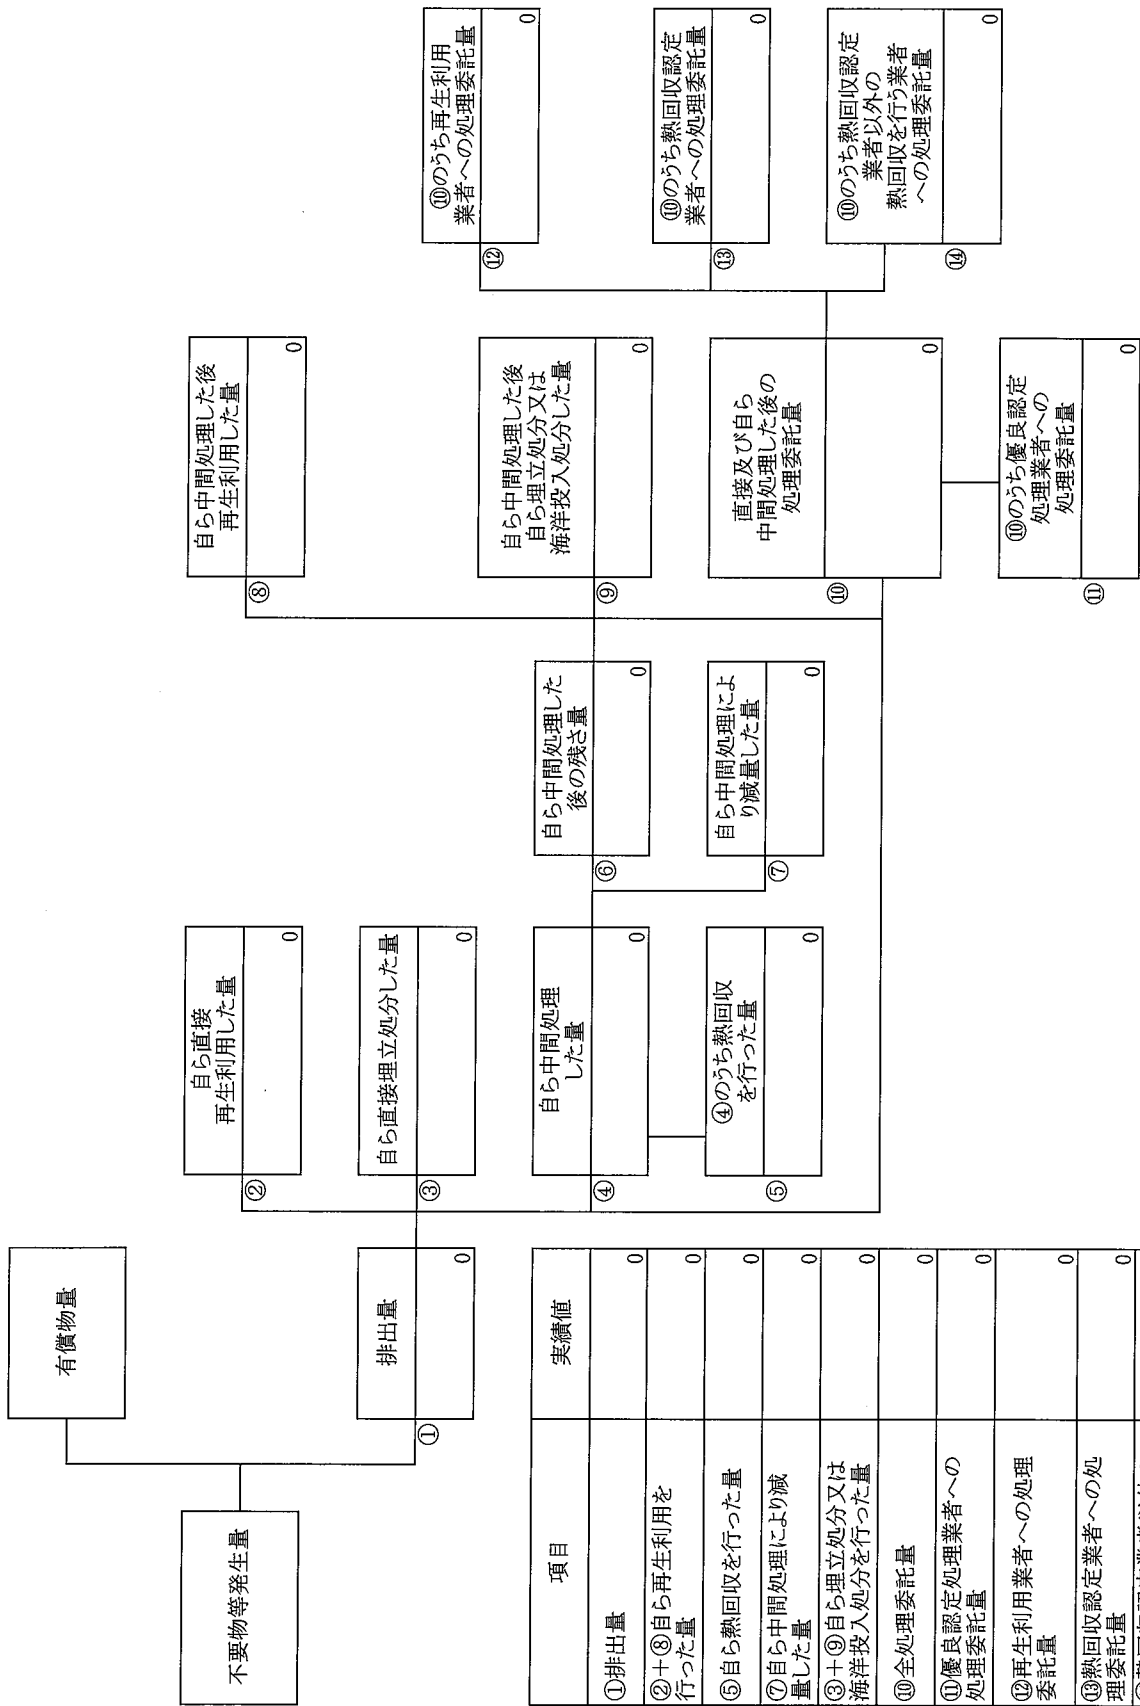 不要物等発生量
有償物量
排出量
①
0
自ら直接
再生利用した量
②
0
自ら直接埋立処分した量
③
0
自ら中間処理
した量
④
0
④のうち熱回収
を行った量
⑤
0
自ら中間処理した
後の残さ量
⑥
0
自ら中間処理によ
り減量した量
⑦
0
自ら中間処理した後
再生利用した量
⑧
0
自ら中間処理した後
自ら埋立処分又は
海洋投入処分した量
⑨
0
直接及び自ら
中間処理した後の
処理委託量
⑩
0
⑩のうち優良認定
処理業者への
処理委託量
⑪
0
⑩のうち再生利用
業者への処理委託量
⑫
0
⑩のうち熱回収認定
業者への処理委託量
⑬
0
⑩のうち熱回収認定
業者以外の
熱回収を行う業者
への処理委託量
⑭
0
項目
実績値
①排出量
0
②+⑧自ら再生利用を
行った量
0
⑤自ら熱回収を行った量
0
⑦自ら中間処理により減
量した量
0
③+⑨自ら埋立処分又は
海洋投入処分を行った量
0
⑩全処理委託量
0
⑪優良認定処理業者への
処理委託量
0
⑫再生利用業者への処理
委託量
0
⑬熱回収認定業者への処
理委託量
0